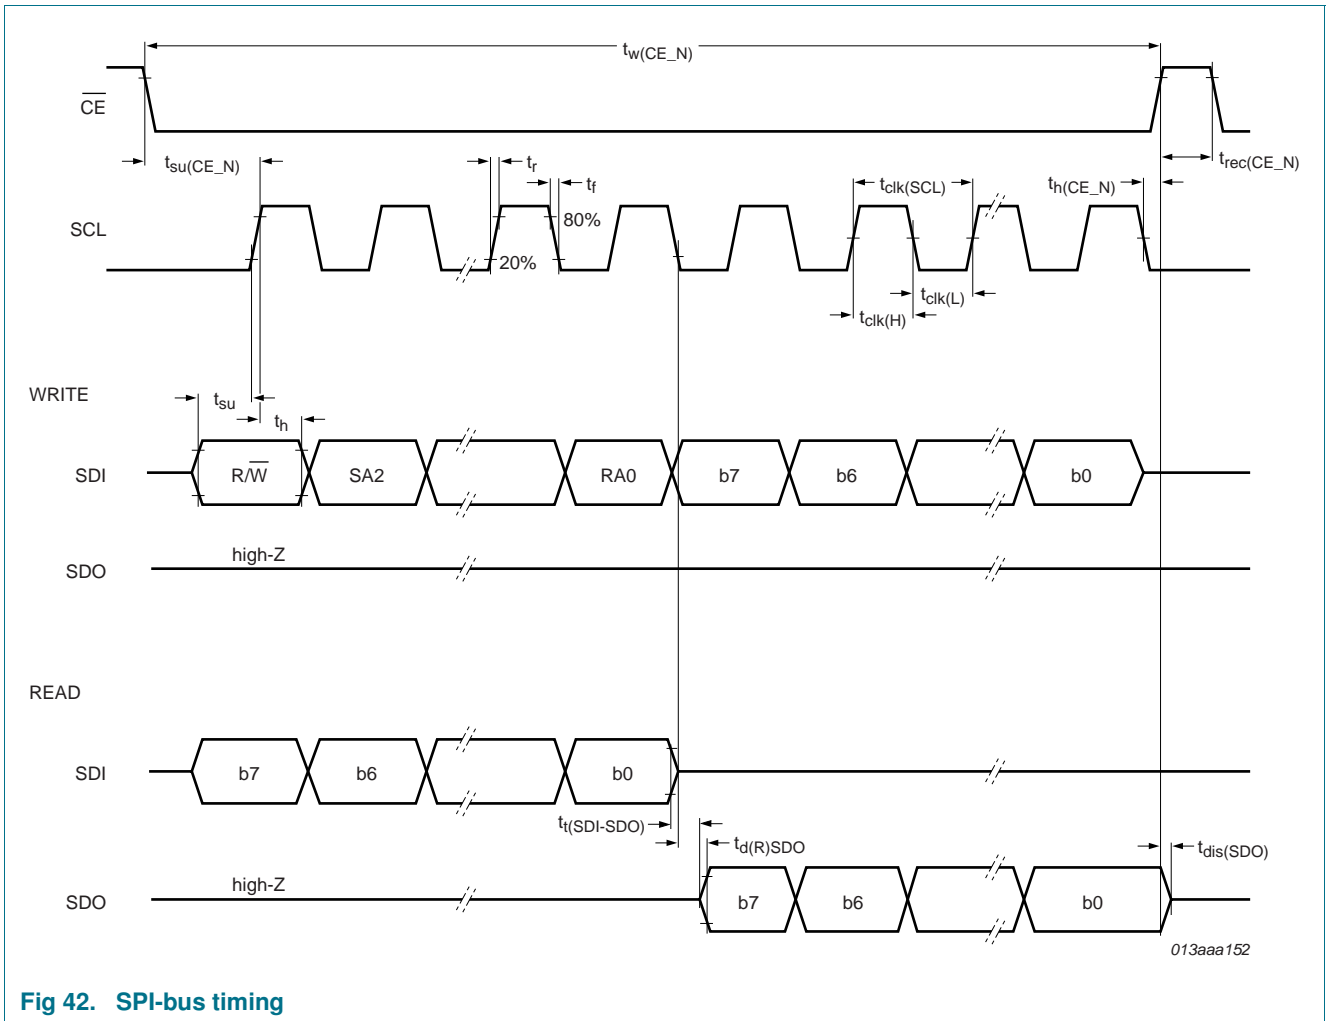 tw(CE_N)
CE
tsu(CE_N)
tr
tf
tclk(SCL)
th(CE_N)
trec(CE_N)
SCL
80%
20%
tclk(L)
tclk(H)
WRITE
tsu
th
SDI R/W SA2 RA0 b7 b6 b0
high-Z
SDO
READ
SDI b7 b6 b0
tt(SDI-SDO)
td(R)SDO
tdis(SDO)
high-Z
SDO b7 b6 b0
013aaa152
Fig 42. SPI-bus timing